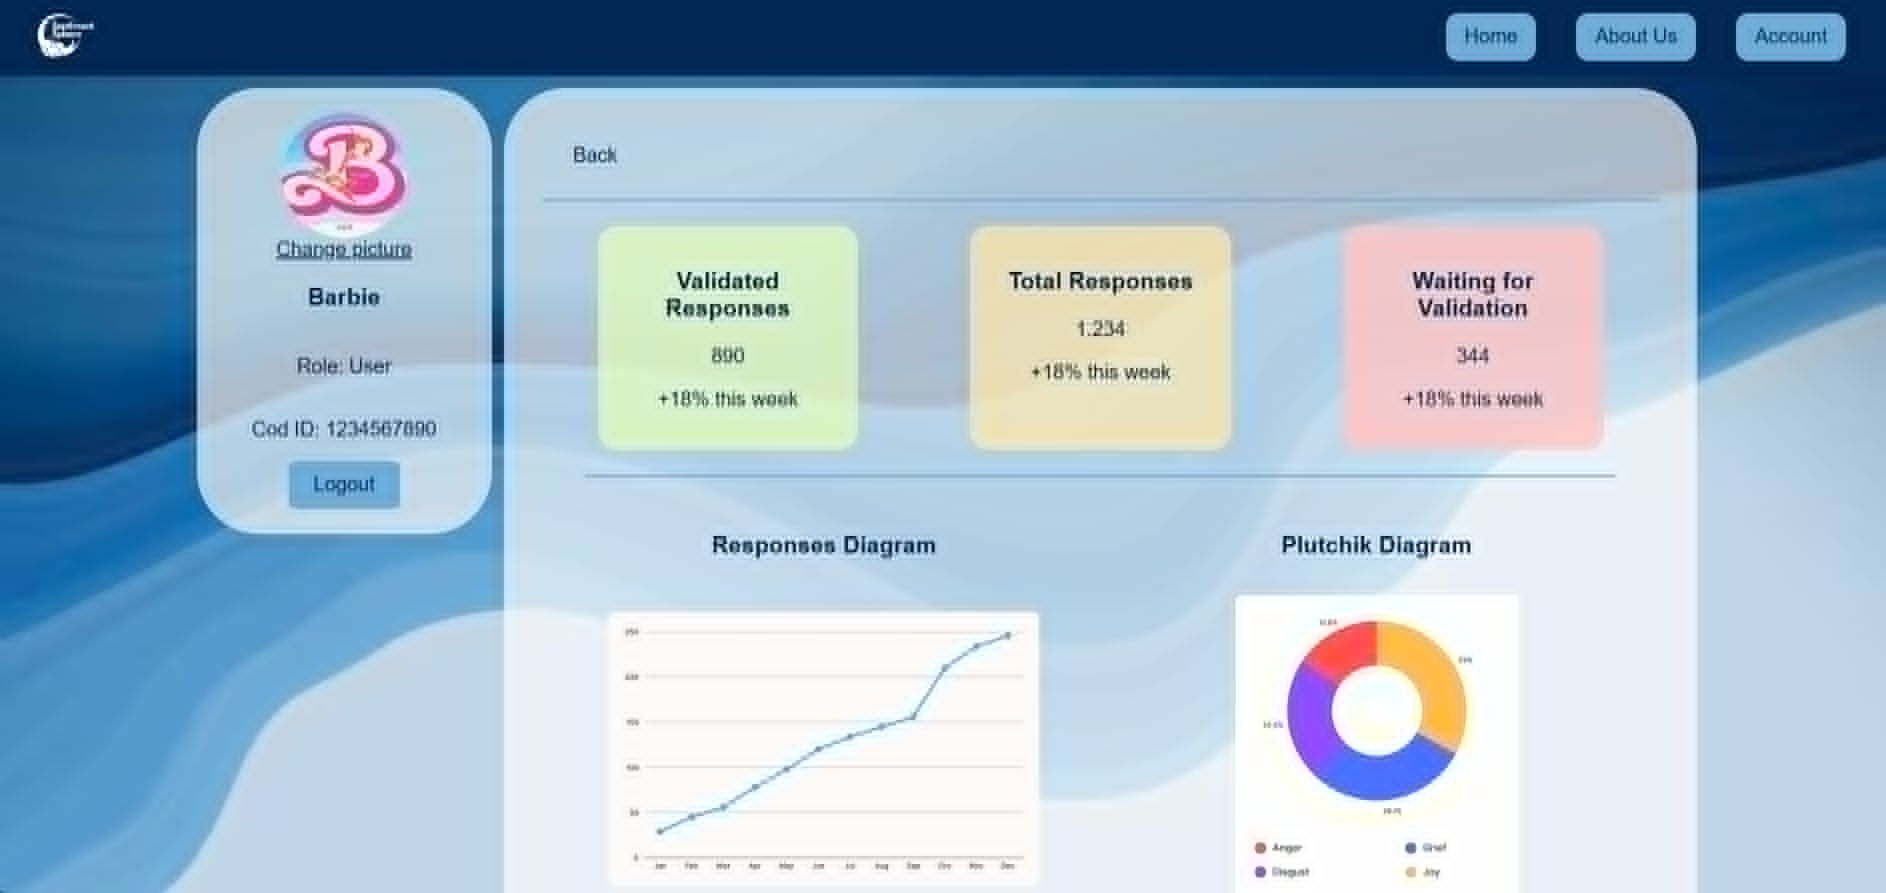 Home
About Us
Account
Change picture
Barbie
Role: User
Cod ID: 1234567890
Logout
Back
Validated
Responses
890
+18% this week
Total Responses
1.234
+18% this week
Waiting for
Validation
344
+18% this week
Responses Diagram
250
200
150
100
50
0
Jan Feb Mar Apr May Jun Jul Aug Sep Oct Nov Dec
Plutchik Diagram
Anger
Grief
Disgust
Joy